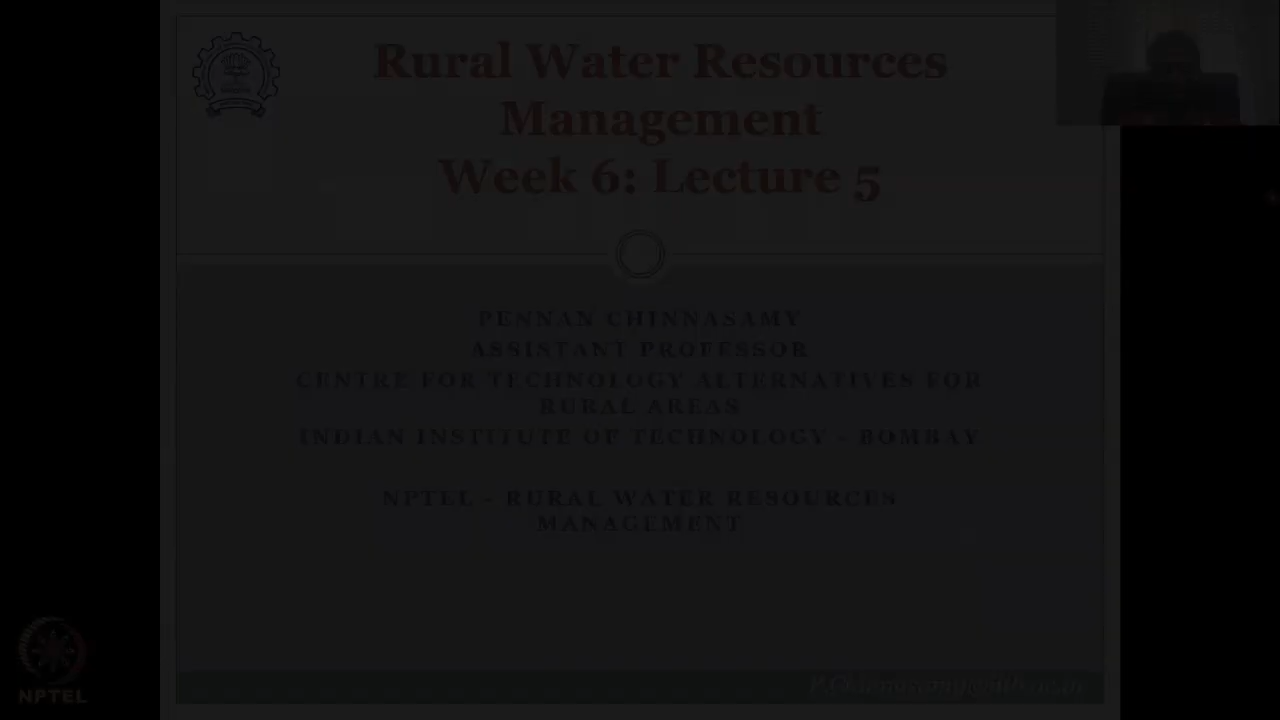 Rural Water Resources
Management
Week 6: Lecture 5
PENNAN CHINNASAMY
ASSISTANT PROFESSOR
CENTRE FOR TECHNOLOGY ALTERNATIVES FOR
RURAL AREAS
INDIAN INSTITUTE OF TECHNOLOGY - BOMBAY
NPTEL - RURAL WATER RESOURCES
MANAGEMENT
NPTEL